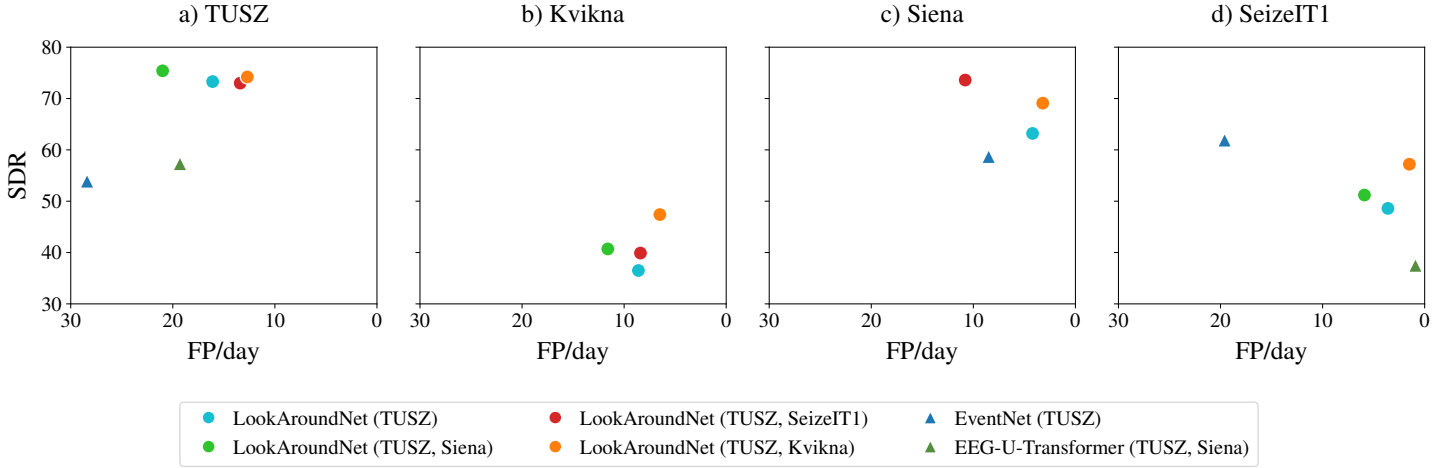 a) TUSZ
b) Kvikna
c) Siena
d) SeizeIT1
SDR
80
70
60
50
40
30
30 20 10 0
30 20 10 0
30 20 10 0
30 20 10 0
FP/day
FP/day
FP/day
FP/day
LookAroundNet (TUSZ)
LookAroundNet (TUSZ, Siena)
LookAroundNet (TUSZ, SeizeIT1)
LookAroundNet (TUSZ, Kvikna)
EventNet (TUSZ)
EEG-U-Transformer (TUSZ, Siena)